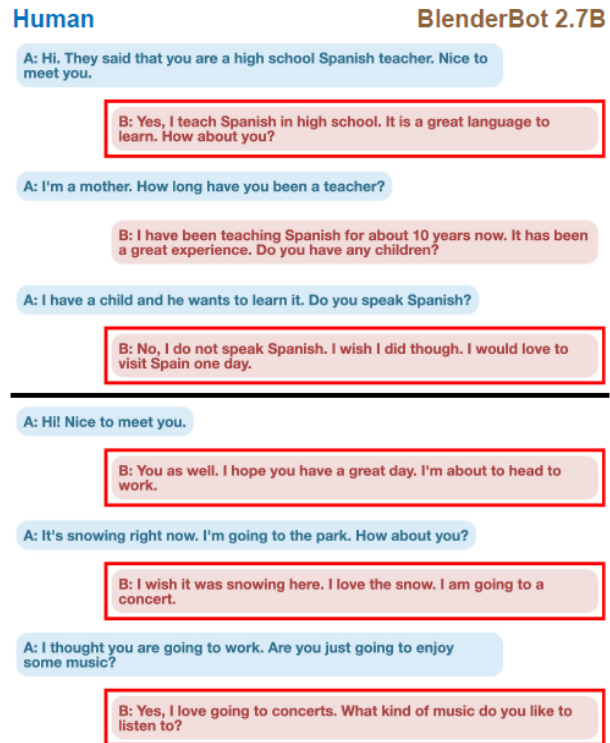 Human
BlenderBot 2.7B
A: Hi. They said that you are a high school Spanish teacher. Nice to
meet you.
B: Yes, I teach Spanish in high school. It is a great language to
learn. How about you?
A: I'm a mother. How long have you been a teacher?
B: I have been teaching Spanish for about 10 years now. It has been
a great experience. Do you have any children?
A: I have a child and he wants to learn it. Do you speak Spanish?
B: No, I do not speak Spanish. I wish I did though. I would love to
visit Spain one day.
A: Hi! Nice to meet you.
B: You as well. I hope you have a great day. I'm about to head to
work.
A: It's snowing right now. I'm going to the park. How about you?
B: I wish it was snowing here. I love the snow. I am going to a
concert.
A: I thought you are going to work. Are you just going to enjoy
some music?
B: Yes, I love going to concerts. What kind of music do you like to
listen to?